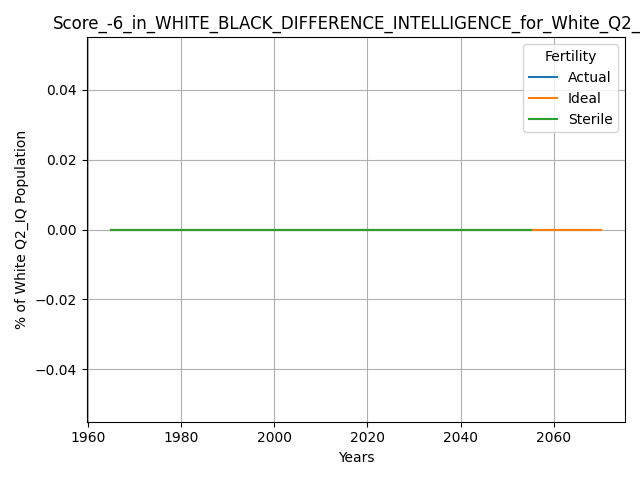 Score_-6_in_WHITE_BLACK_DIFFERENCE_INTELLIGENCE_for_White_Q2_
Fertility
Actual
Ideal
Sterile
% of White Q2_IQ Population
0.04
0.02
0.00
−0.02
−0.04
1960 1980 2000 2020 2040 2060
Years